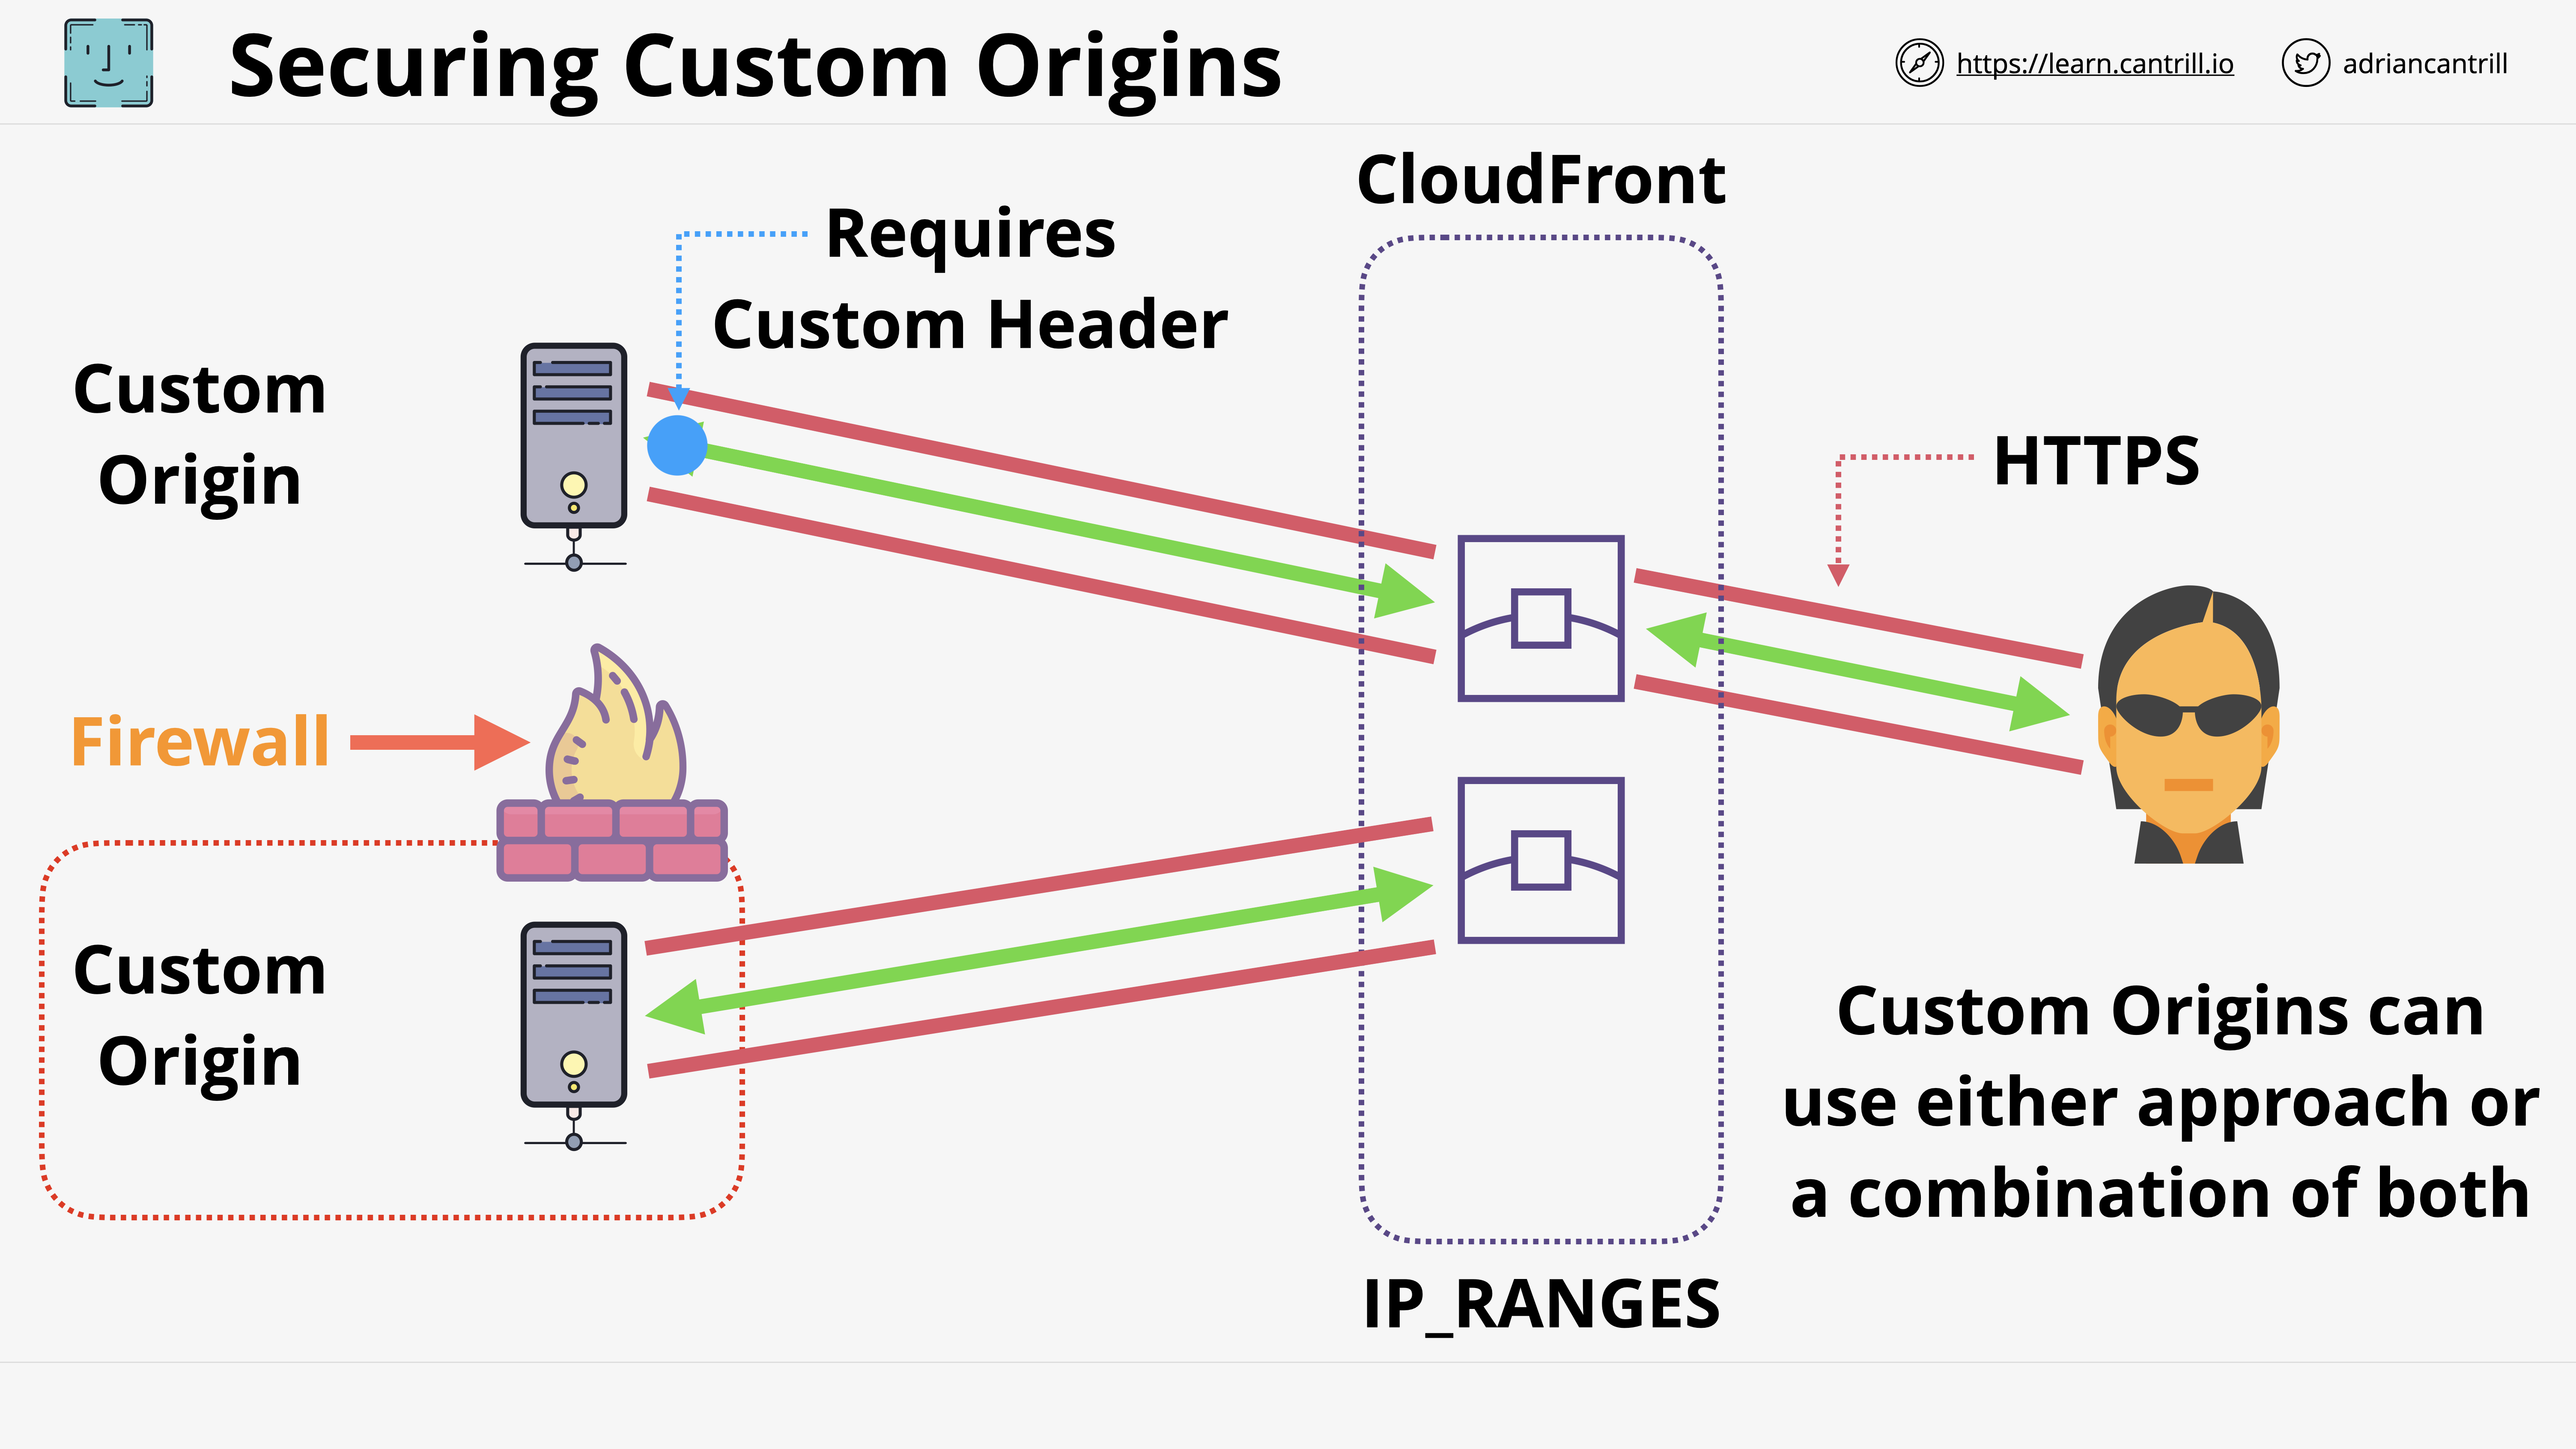 Securing Custom Origins
https://learn.cantrill.io
adriancantrill
CloudFront
Requires
Custom Header
Custom
Origin
HTTPS
Firewall
Custom
Origin
Custom Origins can
use either approach or
a combination of both
IP_RANGES